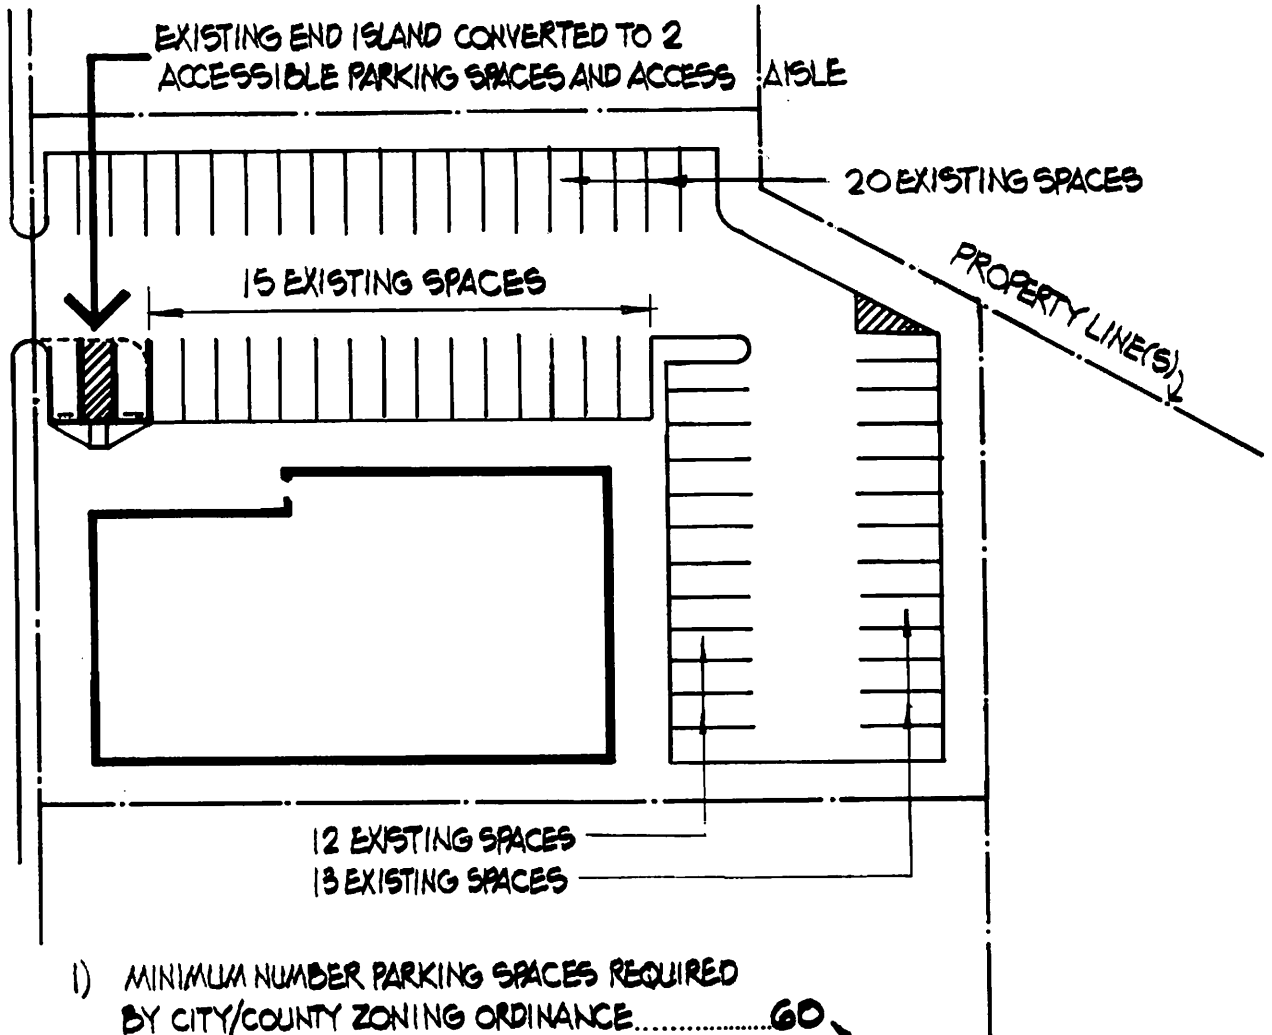 EXISTING END ISLAND CONVERTED TO 2
ACCESSIBLE PARKING SPACES AND ACCESS AISLE
20 EXISTING SPACES
15 EXISTING SPACES
PROPERTY LINE(S)
12 EXISTING SPACES
13 EXISTING SPACES
1) MINIMUM NUMBER PARKING SPACES REQUIRED
BY CITY/COUNTY ZONING ORDINANCE..................60